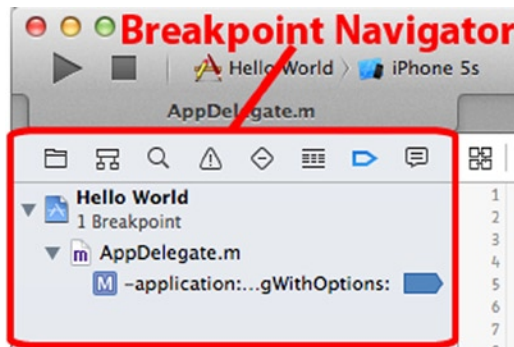 Breakpoint Navigator
Hello World › iPhone 5s
AppDelegate.m
Hello World
1 Breakpoint
m AppDelegate.m
M -application:...gWithOptions:
1
2
3
4
5
6
7